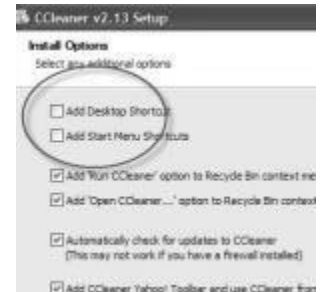 CCleaner v2.13 Setup
Install Options
Select any additional options
Add Desktop Shortcut
Add Start Menu Shortcuts
Add 'Run CCleaner' option to Recycle Bin context me
Add 'Open CCleaner...' option to Recycle Bin context
Automatically check for updates to CCleaner
(This may not work if you have a firewall installed)
Add CCleaner Yahoo! Toolbar and use CCleaner from